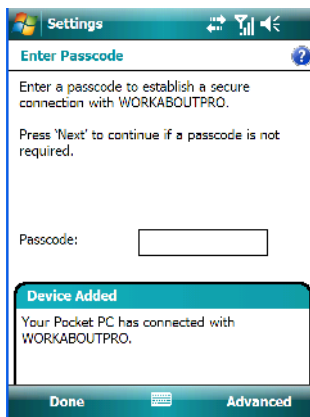 Settings
Enter Passcode
Enter a passcode to establish a secure
connection with WORKABOUTPRO.
Press 'Next' to continue if a passcode is not
required.
Passcode:
Device Added
Your Pocket PC has connected with
WORKABOUTPRO.
Done Advanced